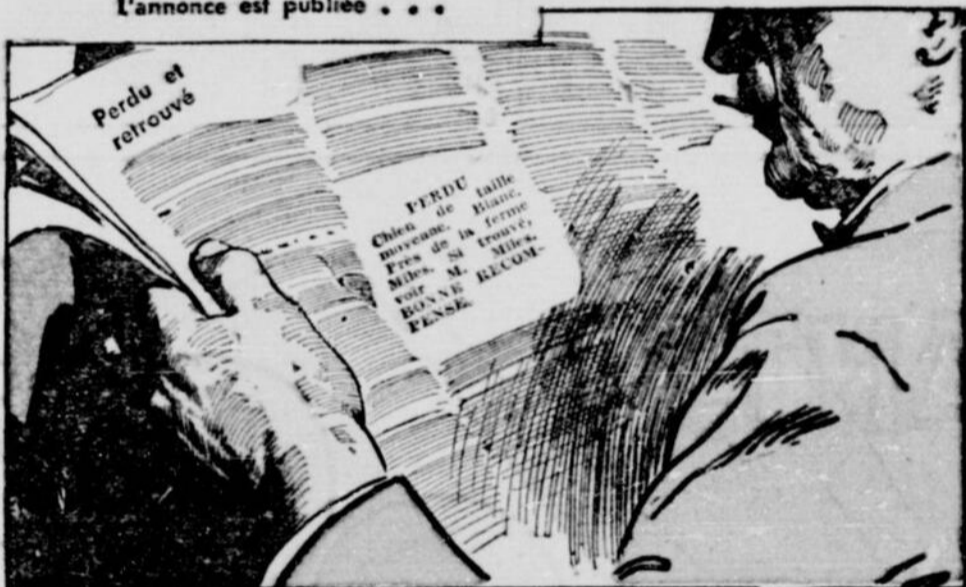 L'annonce est publiée . . .
Perdu et
retrouvé
PERDU
Chien de taille
moyenne. Blanc.
Près de la ferme
Miles. Si trouvé,
voir M. Miles.
BONNE RECOM-
PENSE.